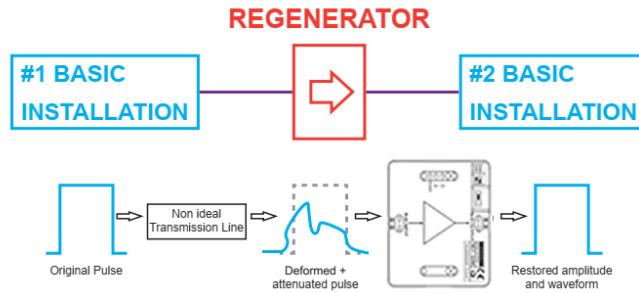 REGENERATOR
#1 BASIC
INSTALLATION
#2 BASIC
INSTALLATION
Non ideal
Transmission Line
Original Pulse
Deformed +
attenuated pulse
Restored amplitude
and waveform